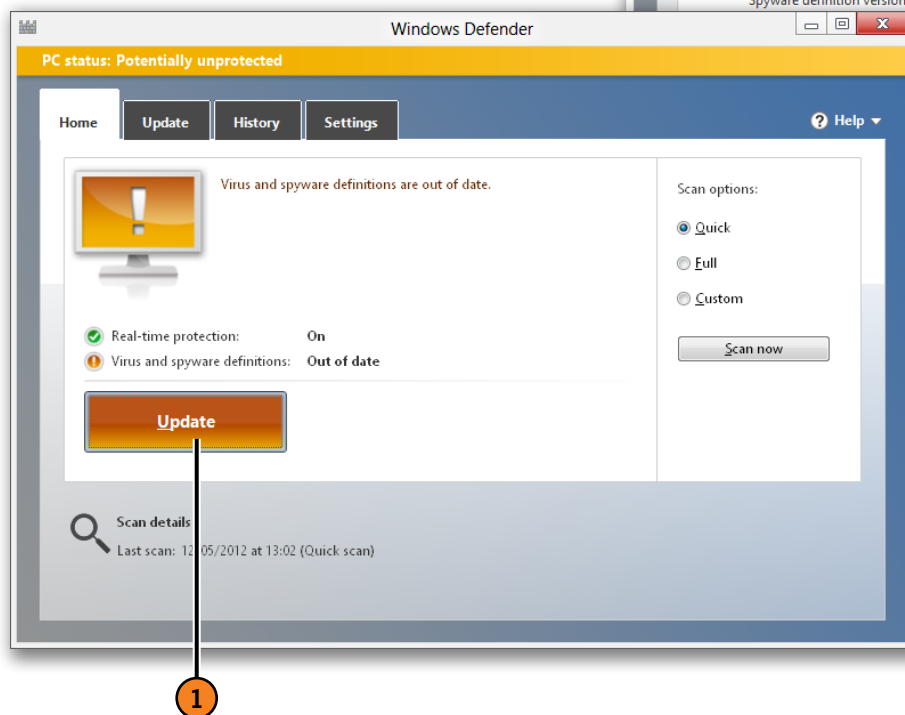 Spyware definition version
Windows Defender
PC status: Potentially unprotected
Home Update History Settings Help
Virus and spyware definitions are out of date.
Scan options:
Quick
Full
Custom
Scan now
Real-time protection: On
Virus and spyware definitions: Out of date
Update
Scan details
Last scan: 12/05/2012 at 13:02 (Quick scan)
1